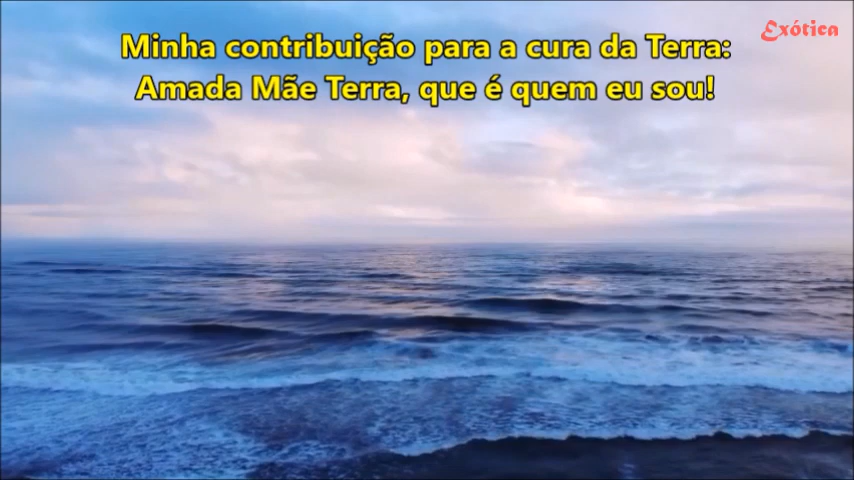 Exótica
Minha contribuição para a cura da Terra:
Amada Mãe Terra, que é quem eu sou!